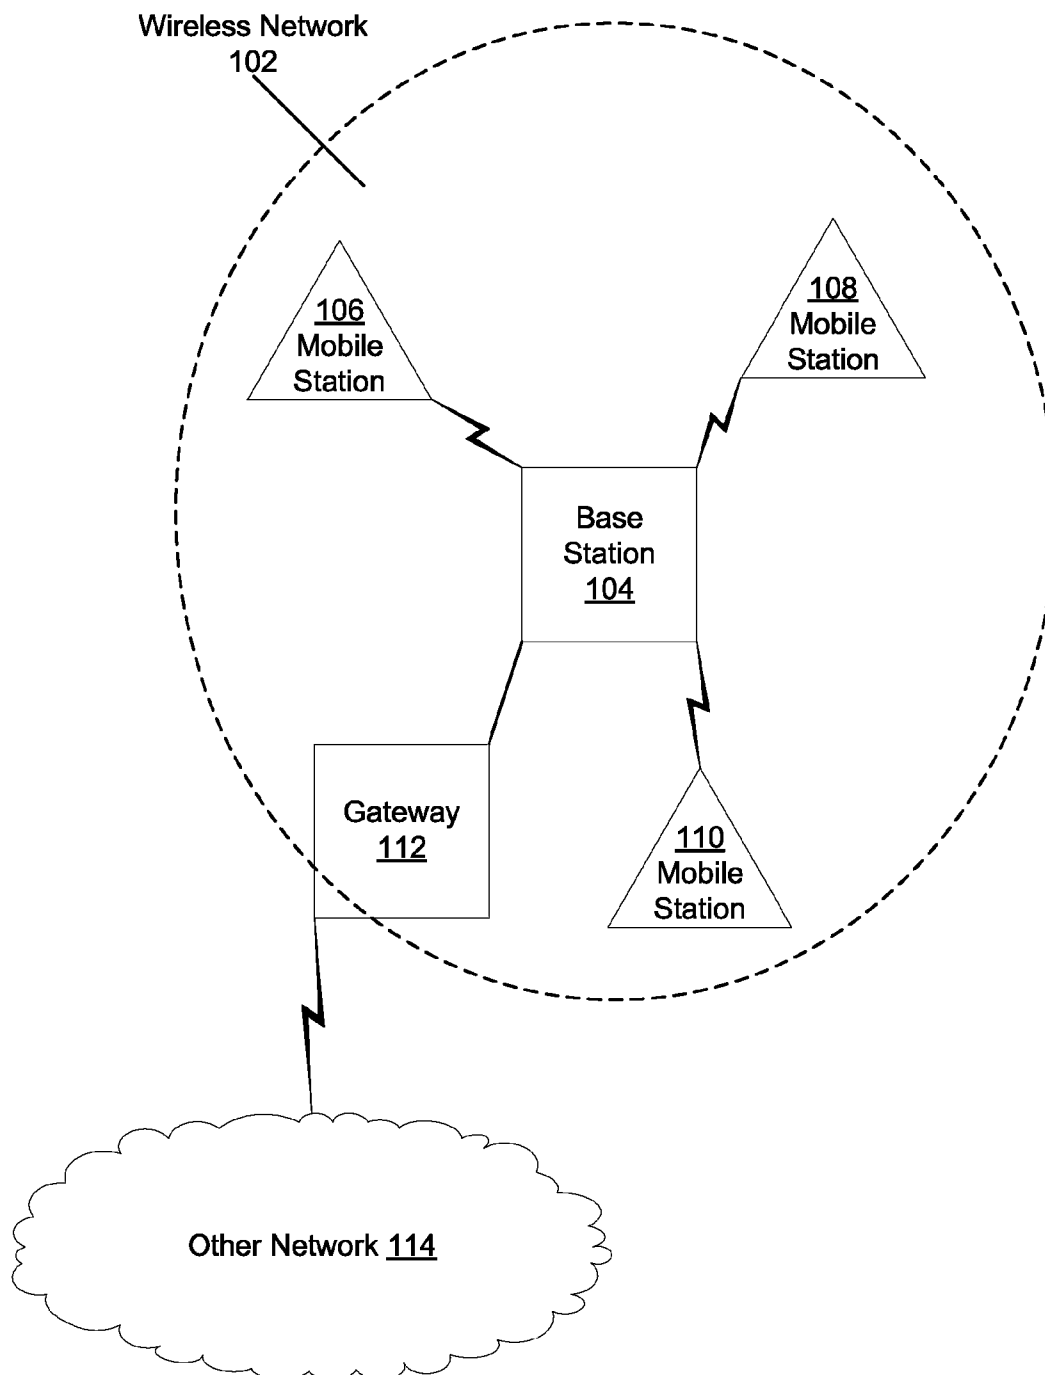 Wireless Network
102
106
Mobile
Station
108
Mobile
Station
Base
Station
104
Gateway
112
110
Mobile
Station
Other Network 114